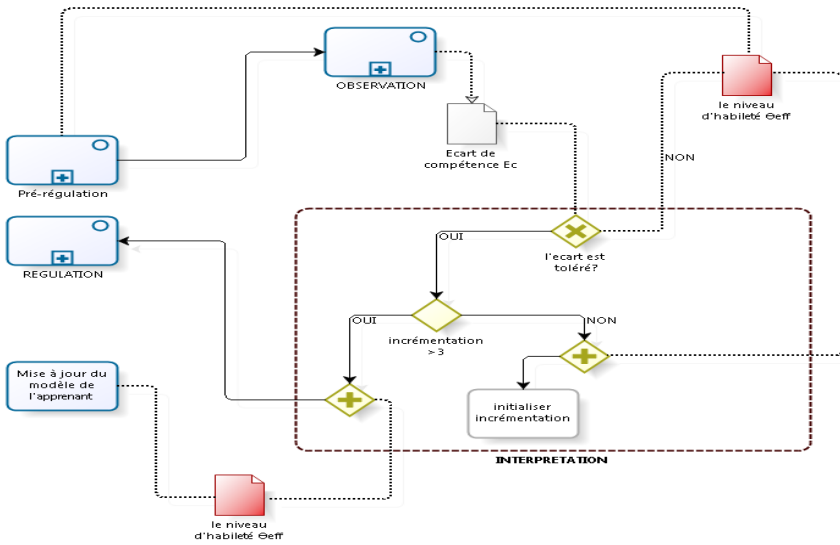 OBSERVATION
le niveau
d'habileté Θeff
Ecart de
compétence Ec
NON
Pré-régulation
OUI
l'ecart est
toléré?
REGULATION
OUI
incrémentation
>3
NON
Mise à jour du
modèle de
l'apprenant
initialiser
incrémentation
INTERPRETATION
le niveau
d'habileté Θeff